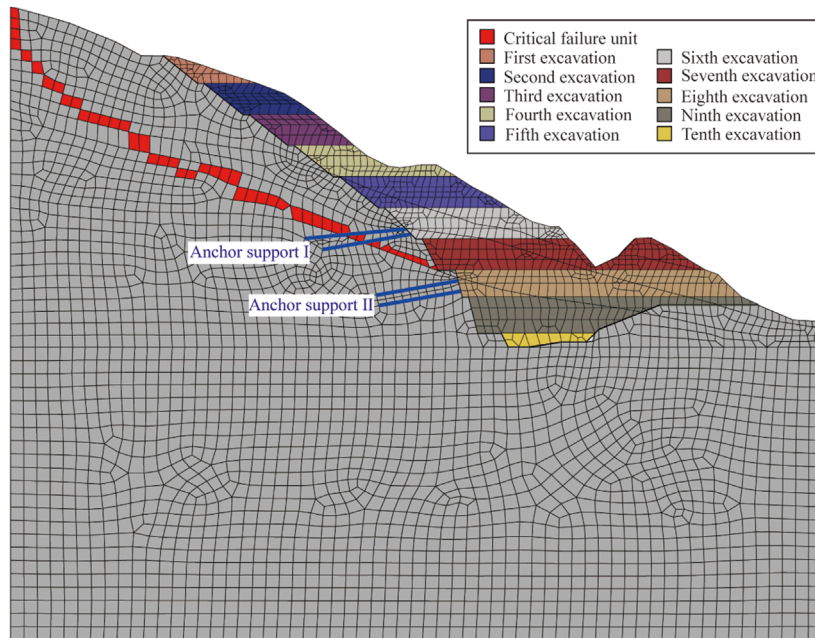 Critical failure unit
First excavation
Second excavation
Third excavation
Fourth excavation
Fifth excavation
Sixth excavation
Seventh excavation
Eighth excavation
Ninth excavation
Tenth excavation
Anchor support I
Anchor support II